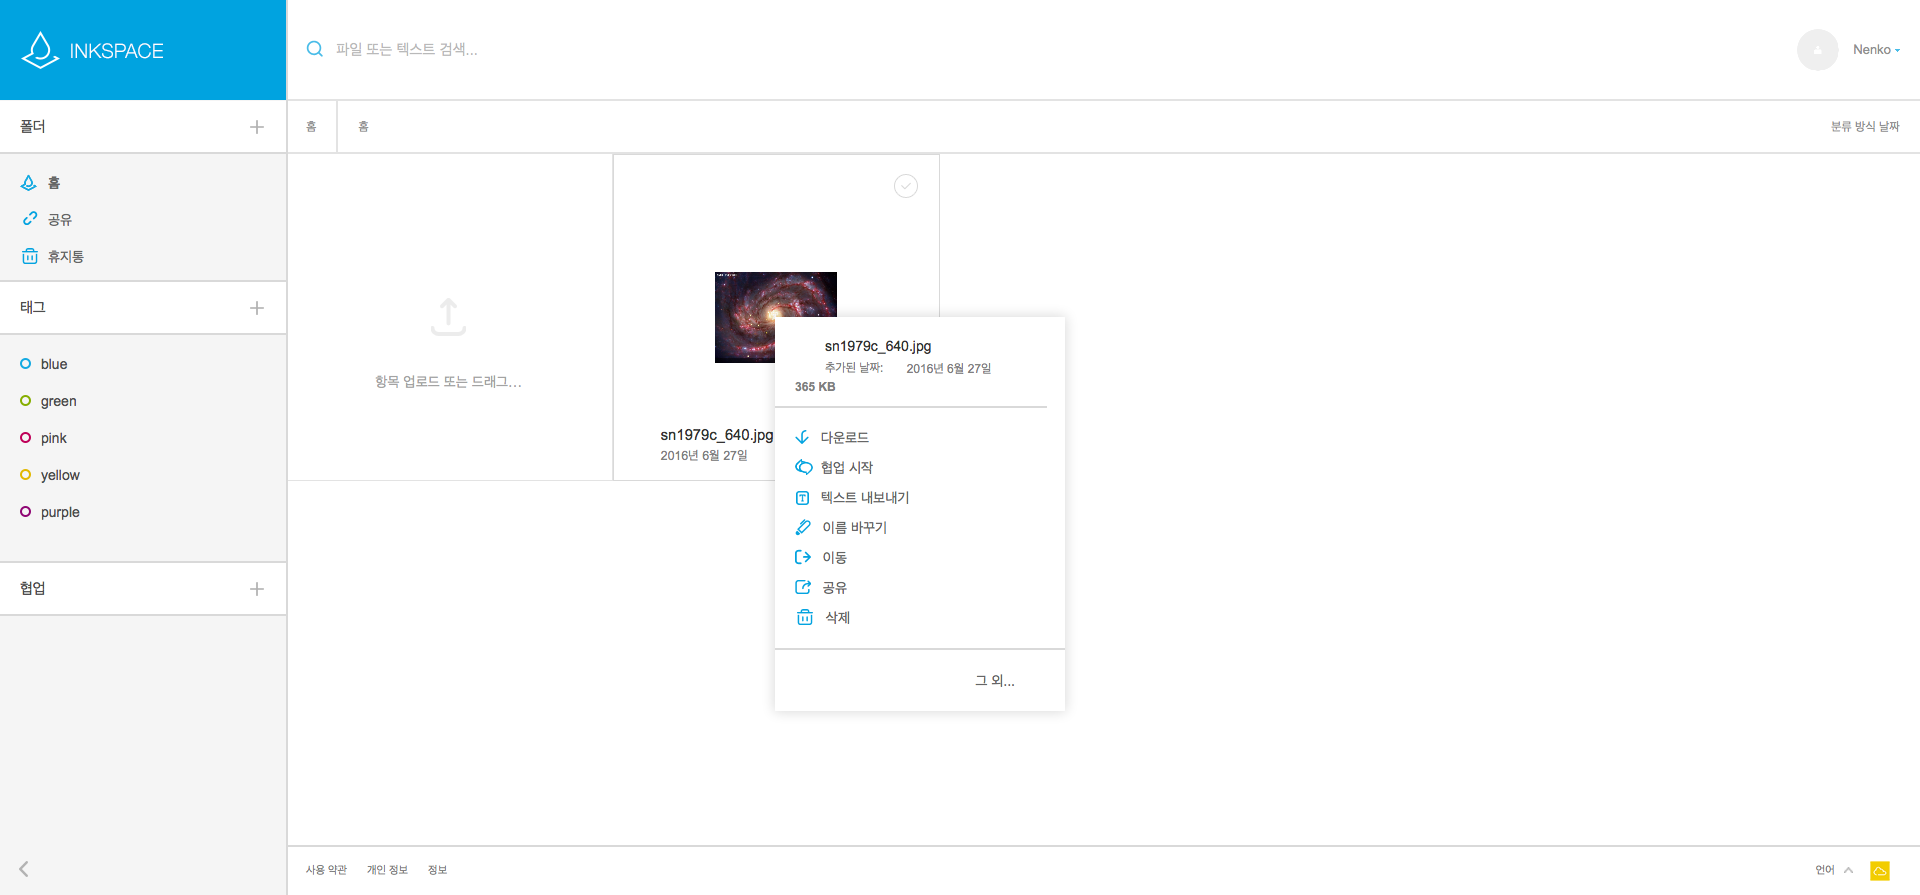 INKSPACE
파일 또는 텍스트 검색...
Nenko
폴더
홈
홈
분류 방식 날짜
홈
공유
휴지통
태그
blue
green
pink
yellow
purple
협업
항목 업로드 또는 드래그...
sn1979c_640.jpg
2016년 6월 27일
sn1979c_640.jpg
추가된 날짜: 2016년 6월 27일
365 KB
다운로드
협업 시작
텍스트 내보내기
이름 바꾸기
이동
공유
삭제
그 외...
사용 약관 개인 정보 정보
언어